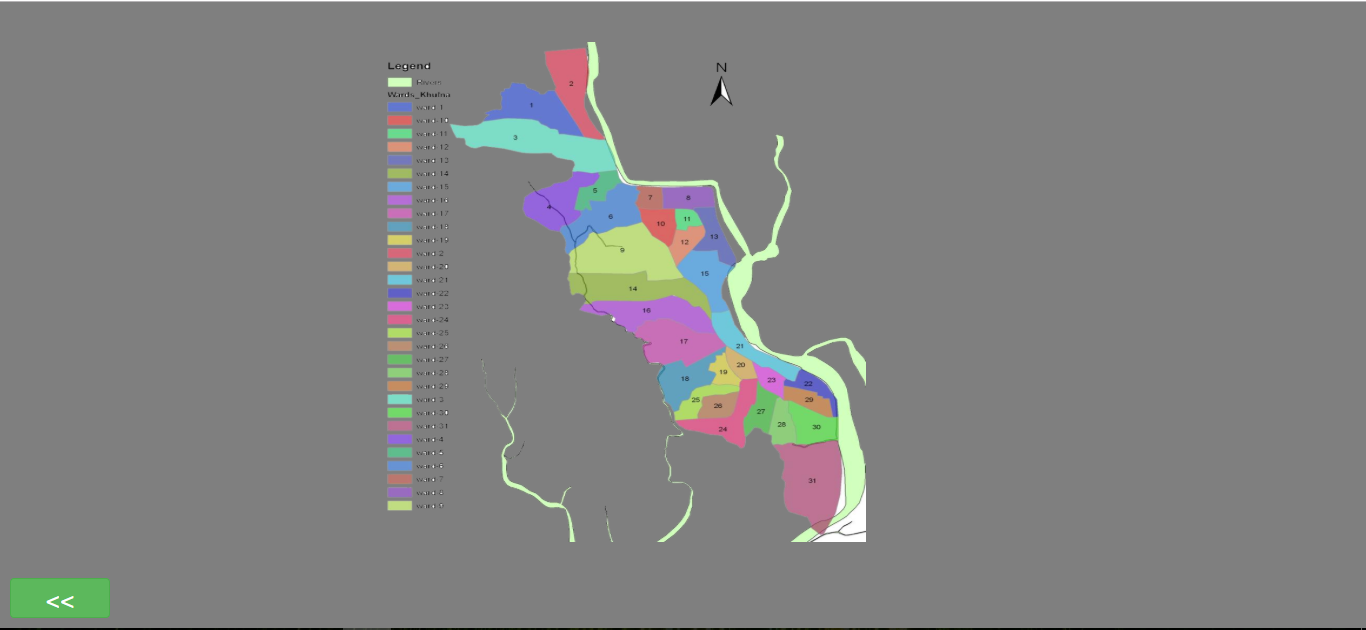 Legend
Rivers
Wards_Khulna
ward-1
ward-10
ward-11
ward-12
ward-13
ward-14
ward-15
ward-16
ward-17
ward-18
ward-19
ward-2
ward-20
ward-21
ward-22
ward-23
ward-24
ward-25
ward-26
ward-27
ward-28
ward-29
ward-3
ward-30
ward-31
ward-4
ward-5
ward-6
ward-7
ward-8
ward-9
N
2
1
3
5
4
7
8
6
10
11
13
12
9
15
14
16
17
21
20
19
18
23
22
25
26
29
27
28
30
24
31
<<